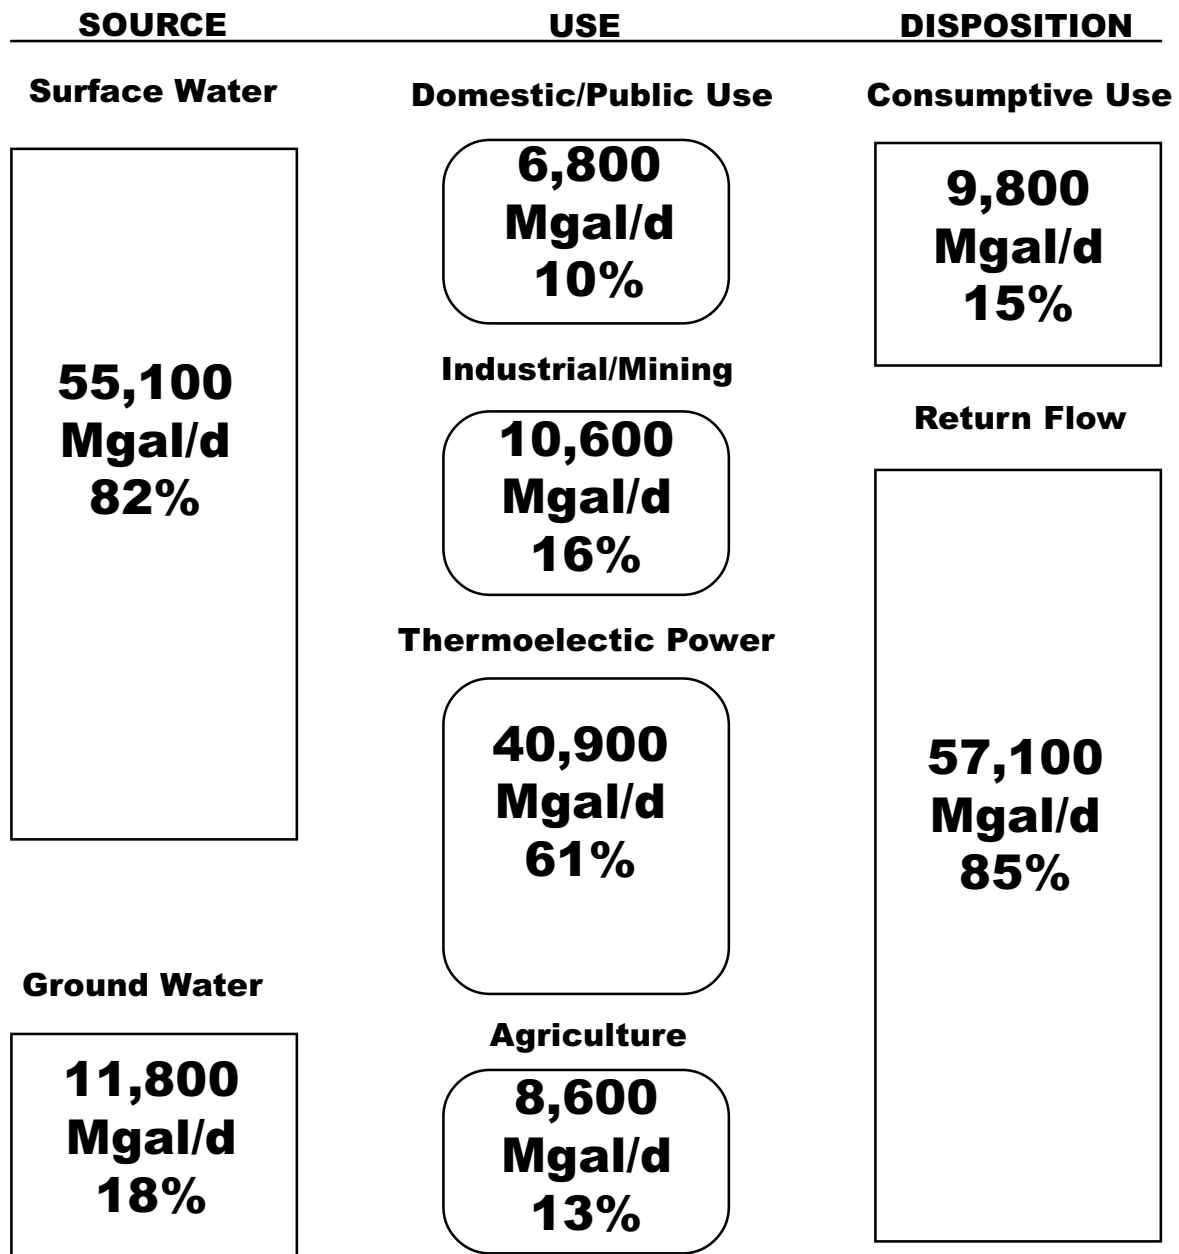 SOURCE
USE
DISPOSITION
Surface Water
55,100
Mgal/d
82%
Ground Water
11,800
Mgal/d
18%
Domestic/Public Use
6,800
Mgal/d
10%
Industrial/Mining
10,600
Mgal/d
16%
Thermoelectic Power
40,900
Mgal/d
61%
Agriculture
8,600
Mgal/d
13%
Consumptive Use
9,800
Mgal/d
15%
Return Flow
57,100
Mgal/d
85%